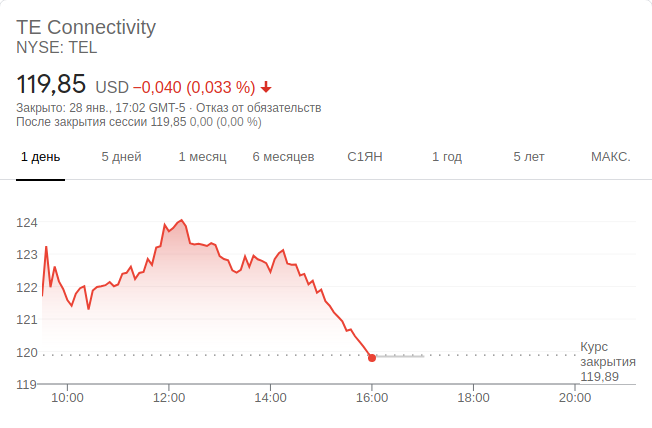 TE Connectivity
NYSE: TEL
119,85 USD −0,040 (0,033 %)
Закрыто: 28 янв., 17:02 GMT-5 · Отказ от обязательств
После закрытия сессии 119,85 0,00 (0,00 %)
1 день 5 дней 1 месяц 6 месяцев С1ЯН 1 год 5 лет МАКС.
124
123
122
121
120
119
Курс
закрытия
119,89
10:00 12:00 14:00 16:00 18:00 20:00